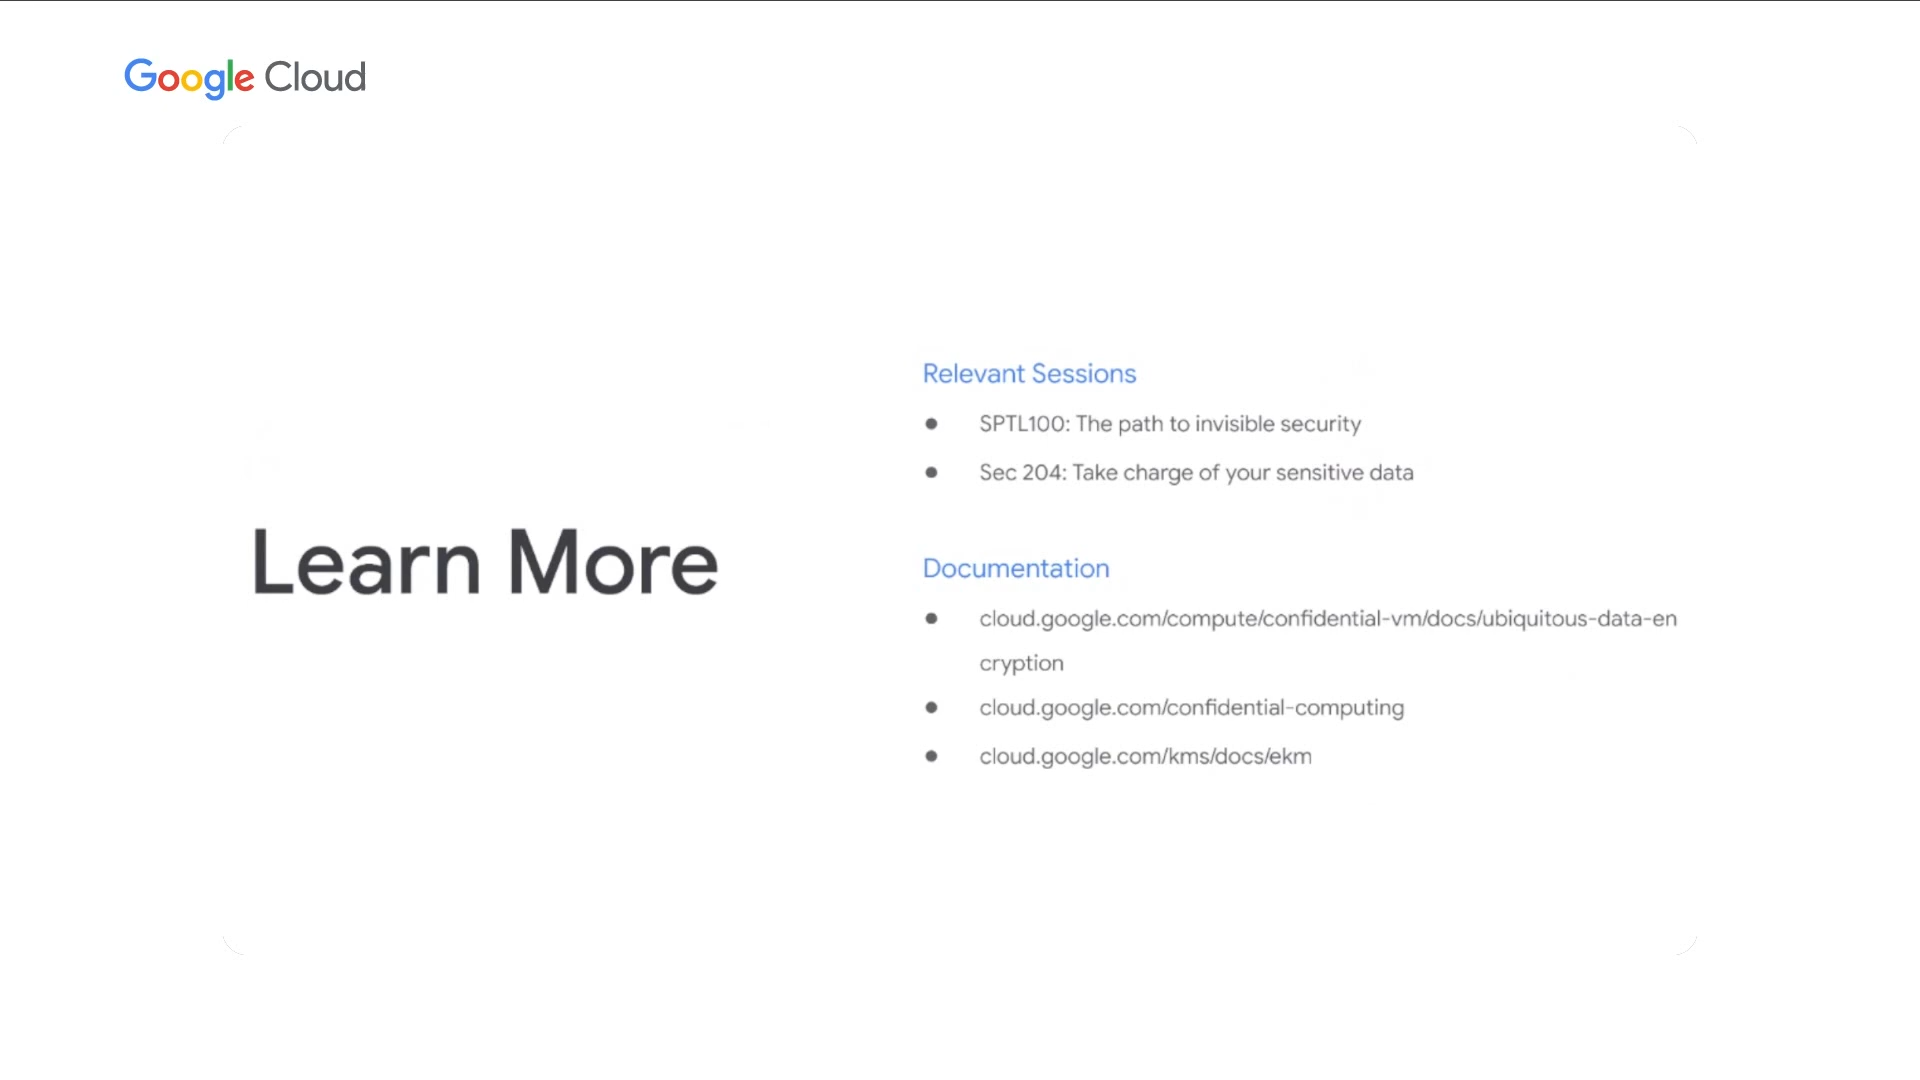 Google Cloud
Learn More
Relevant Sessions
● SPTL100: The path to invisible security
● Sec 204: Take charge of your sensitive data
Documentation
● cloud.google.com/compute/confidential-vm/docs/ubiquitous-data-en
cryption
● cloud.google.com/confidential-computing
● cloud.google.com/kms/docs/ekm